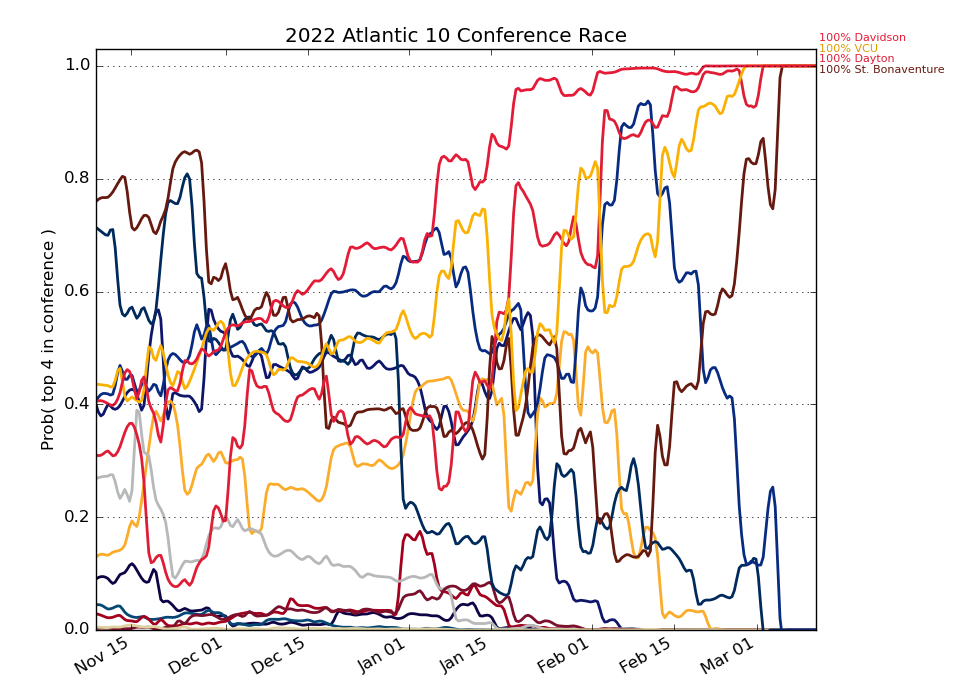 2022 Atlantic 10 Conference Race
100% Davidson
100% VCU
100% Dayton
100% St. Bonaventure
Prob( top 4 in conference )
1.0
0.8
0.6
0.4
0.2
0.0
Nov 15
Dec 01
Dec 15
Jan 01
Jan 15
Feb 01
Feb 15
Mar 01